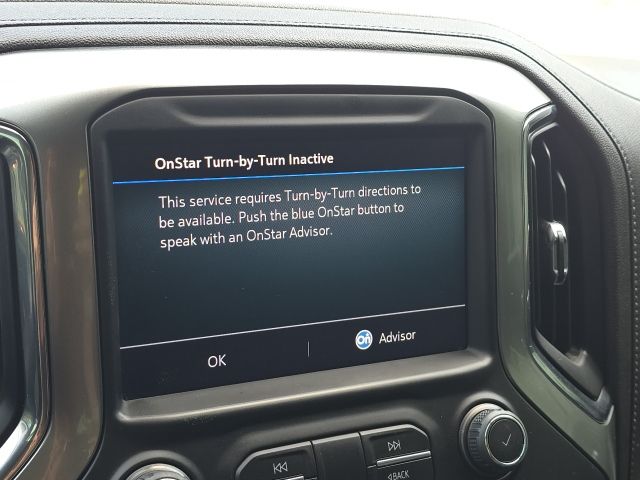 OnStar Turn-by-Turn Inactive
This service requires Turn-by-Turn directions to
be available. Push the blue OnStar button to
speak with an OnStar Advisor.
OK
On Advisor
BACK